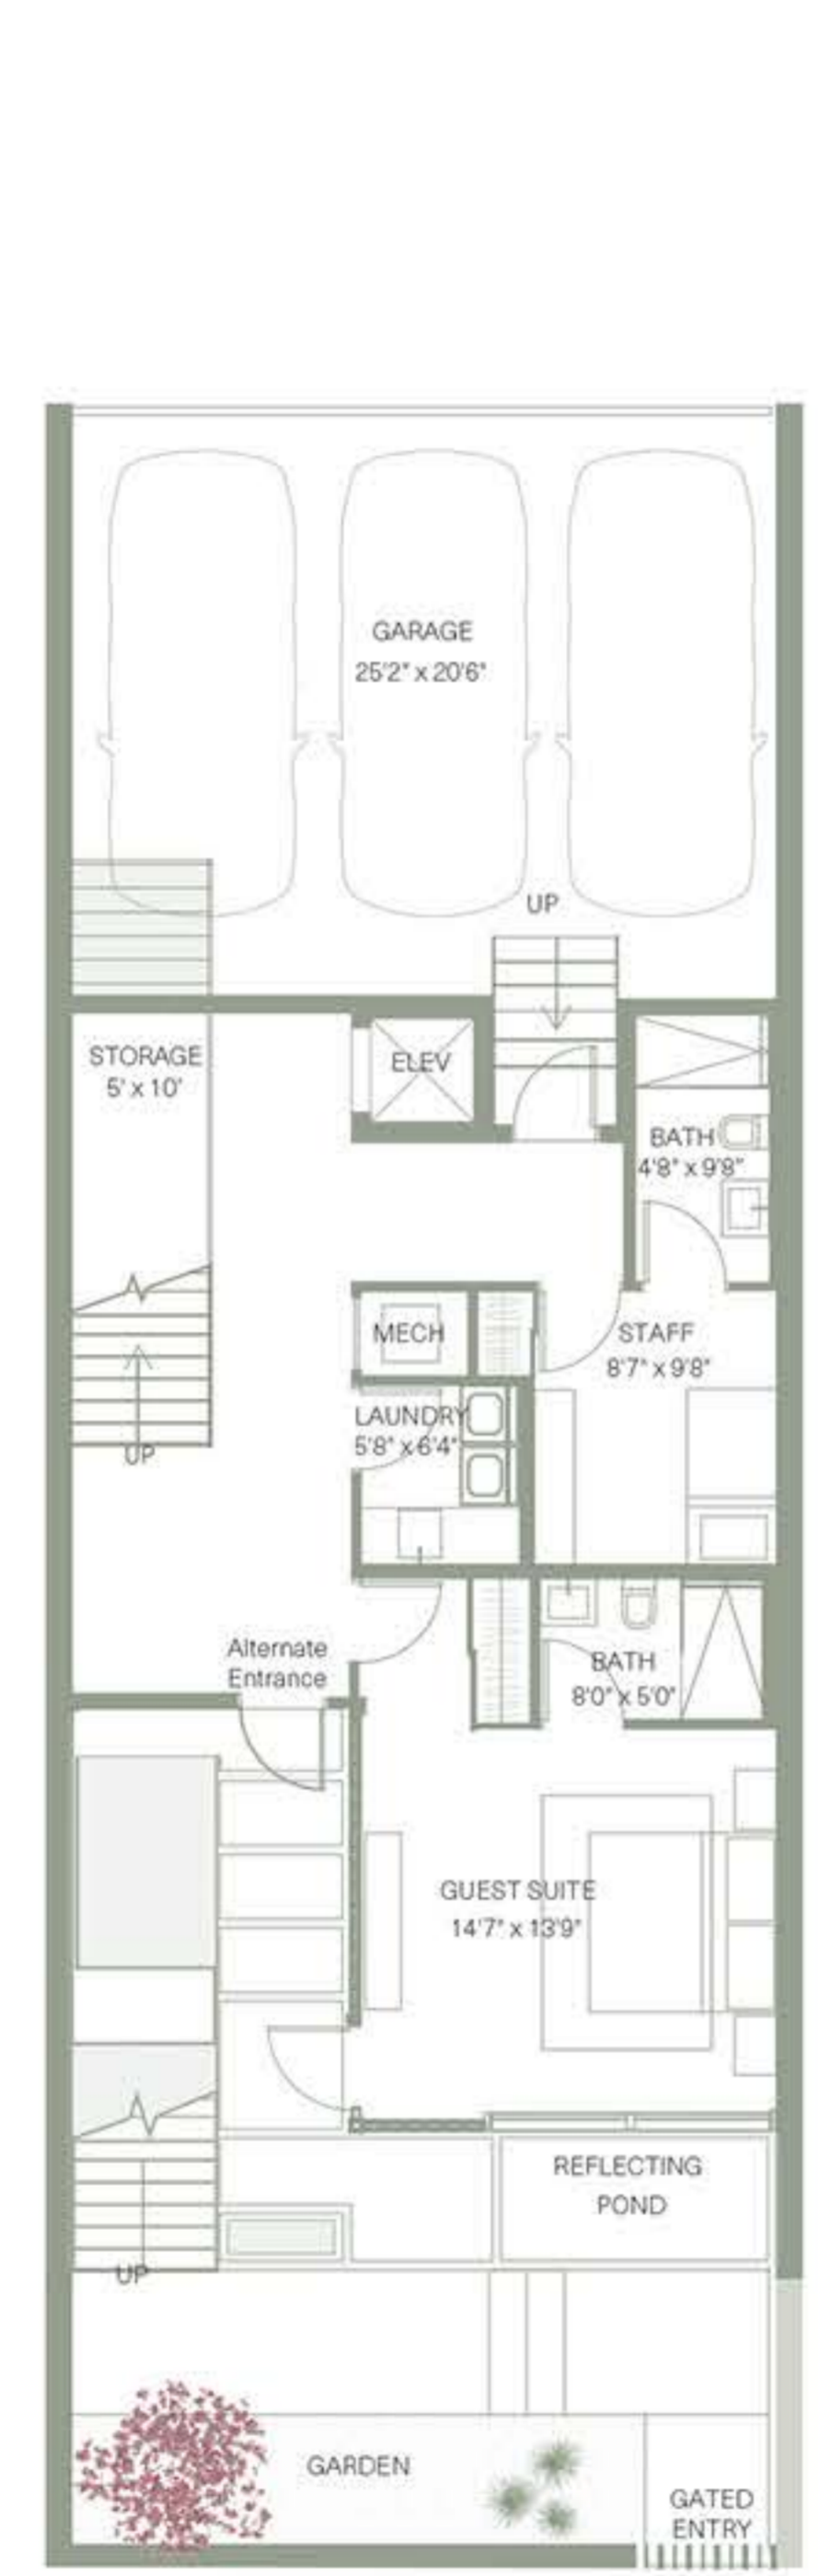 GARAGE
25'2" x 20'6"
UP
STORAGE
5' x 10'
ELEV
BATH
4'8" x 9'8"
MECH
STAFF
8'7" x 9'8"
LAUNDRY
5'8" x 6'4"
UP
Alternate
Entrance
BATH
8'0" x 5'0"
GUEST SUITE
14'7" x 13'9"
REFLECTING
POND
UP
GARDEN
GATED
ENTRY